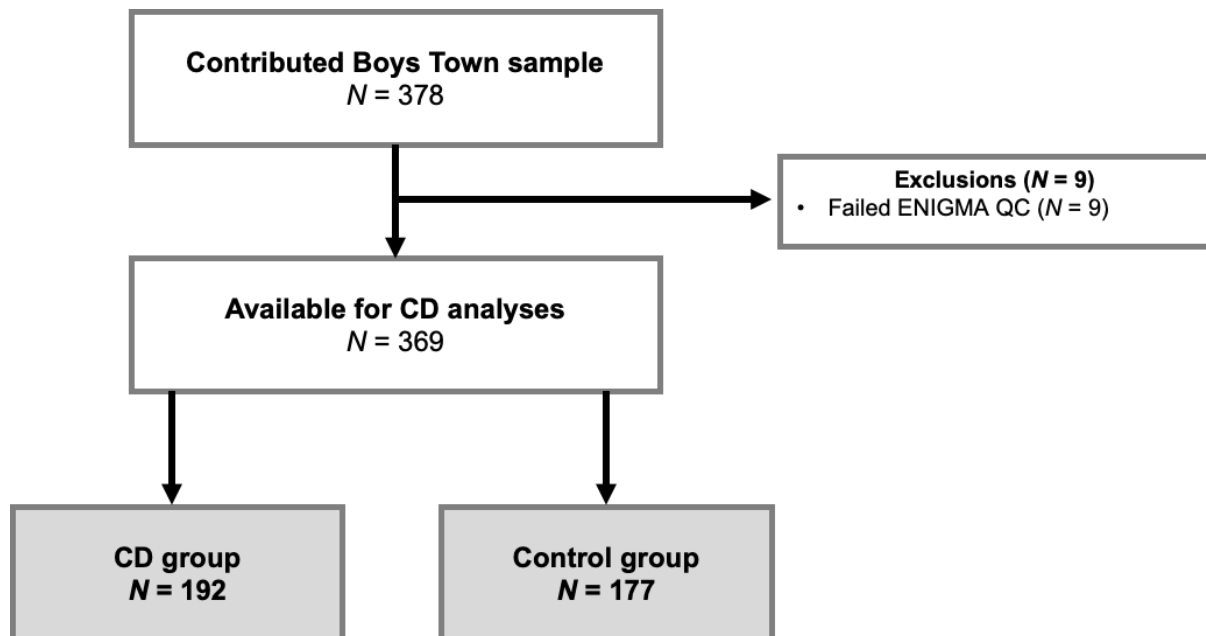 Contributed Boys Town sample
N = 378
Exclusions (N = 9)
• Failed ENIGMA QC (N = 9)
Available for CD analyses
N = 369
CD group
N = 192
Control group
N = 177